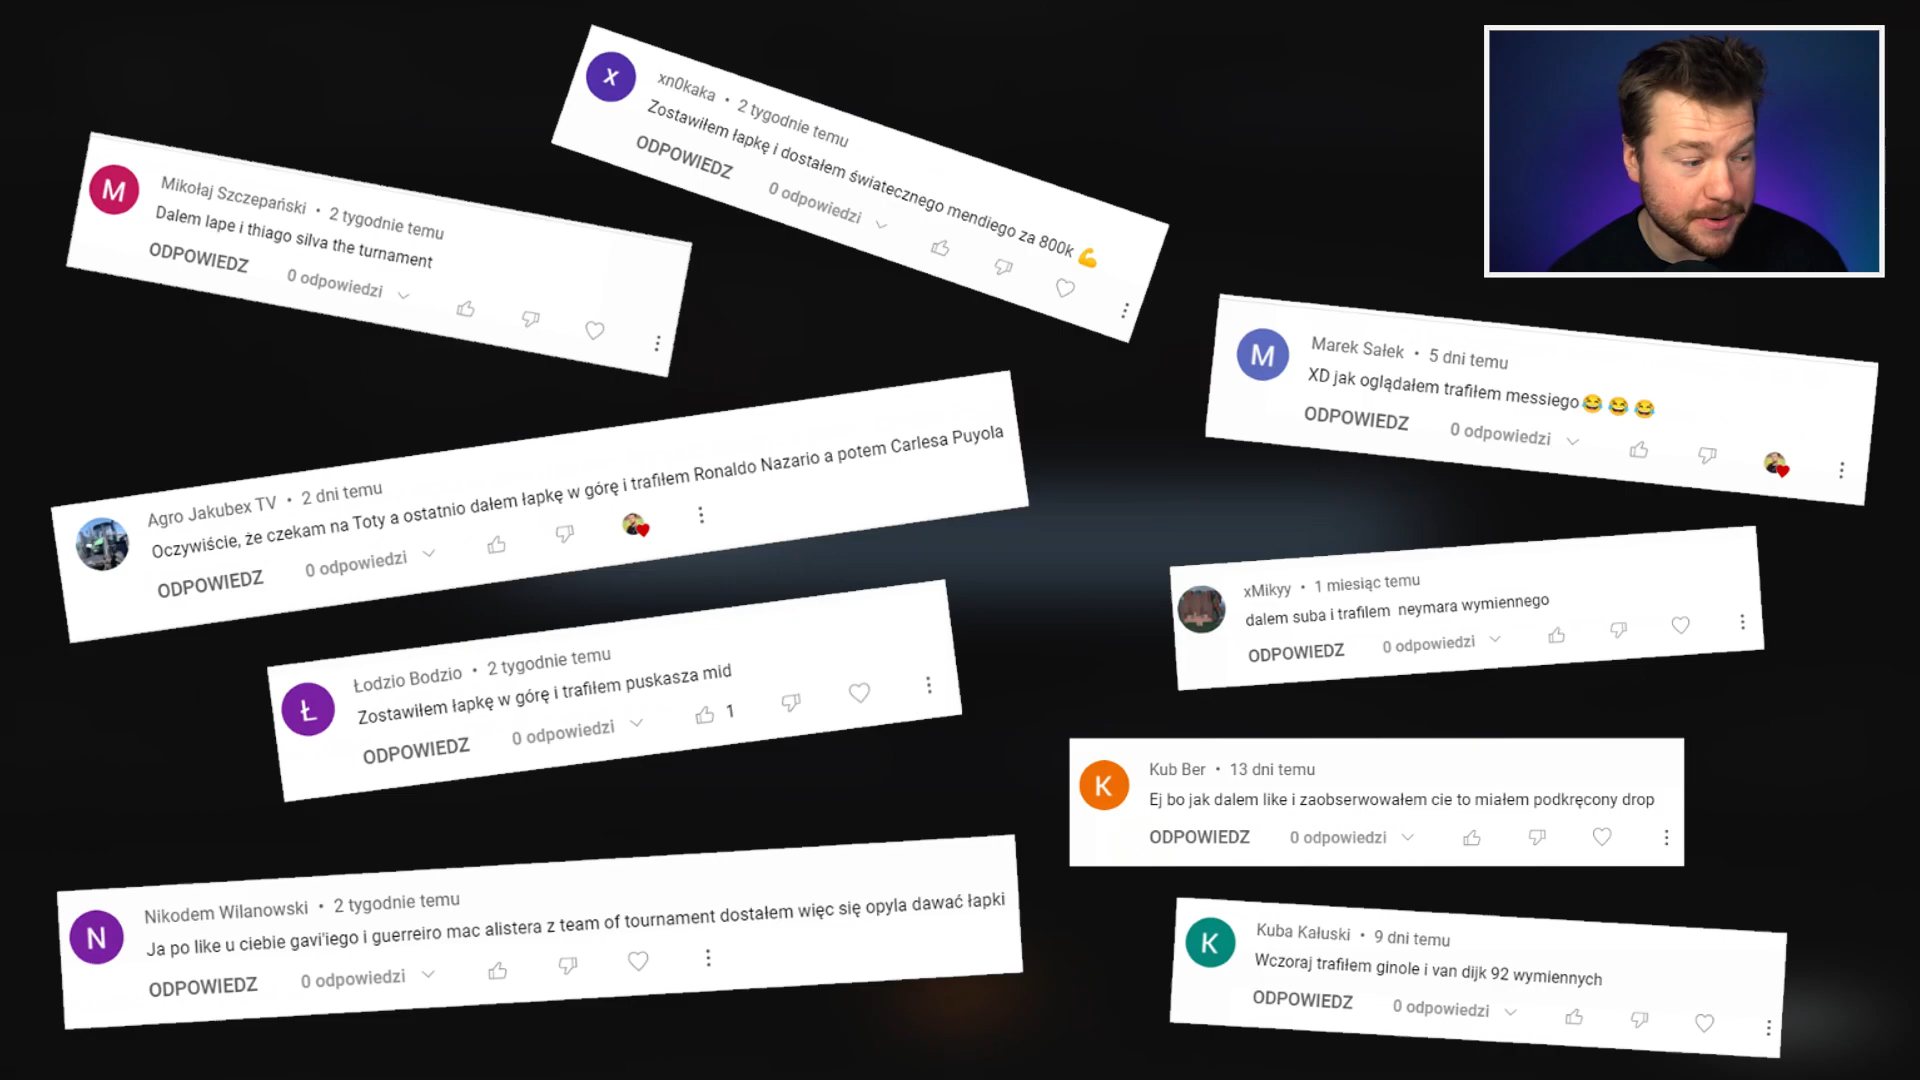 X
xn0kaka • 2 tygodnie temu
Zostawiłem łapkę i dostałem światecznego mendiego za 800k 💪
ODPOWIEDZ 0 odpowiedzi
M
Mikołaj Szczepański • 2 tygodnie temu
Dalem lape i thiago silva the turnament
ODPOWIEDZ 0 odpowiedzi
M
Marek Sałek • 5 dni temu
XD jak oglądałem trafiłem messiego😂😂😂
ODPOWIEDZ 0 odpowiedzi
Agro Jakubex TV • 2 dni temu
Oczywiście, że czekam na Toty a ostatnio dałem łapkę w górę i trafiłem Ronaldo Nazario a potem Carlesa Puyola
ODPOWIEDZ 0 odpowiedzi
xMikyy • 1 miesiąc temu
dalem suba i trafilem neymara wymiennego
ODPOWIEDZ 0 odpowiedzi
Ł
Łodzio Bodzio • 2 tygodnie temu
Zostawiłem łapkę w górę i trafiłem puskasza mid
ODPOWIEDZ 0 odpowiedzi 1
K
Kub Ber • 13 dni temu
Ej bo jak dalem like i zaobserwowałem cie to miałem podkręcony drop
ODPOWIEDZ 0 odpowiedzi
N
Nikodem Wilanowski • 2 tygodnie temu
Ja po like u ciebie gavi'iego i guerreiro mac alistera z team of tournament dostałem więc się opyla dawać łapki
ODPOWIEDZ 0 odpowiedzi
K
Kuba Kałuski • 9 dni temu
Wczoraj trafiłem ginole i van dijk 92 wymiennych
ODPOWIEDZ 0 odpowiedzi